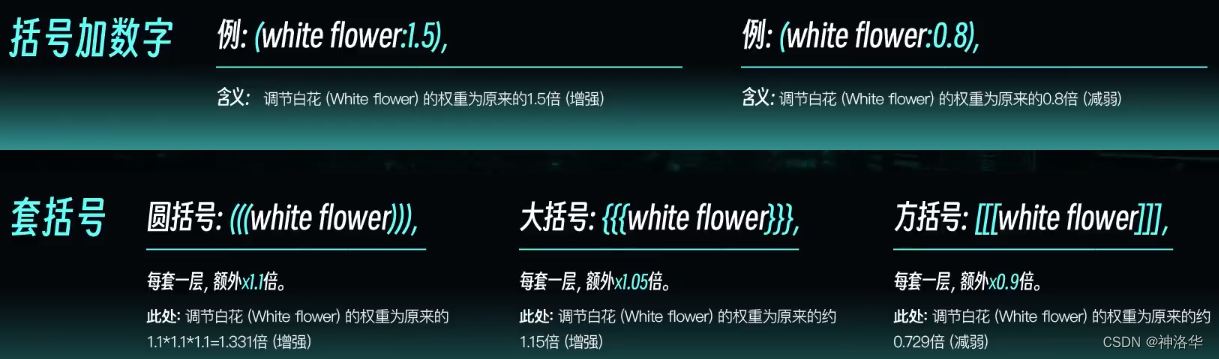 括号加数字
例: (white flower:1.5),
含义: 调节白花 (White flower) 的权重为原来的1.5倍 (增强)
例: (white flower:0.8),
含义: 调节白花 (White flower) 的权重为原来的0.8倍 (减弱)
套括号
圆括号: (((white flower))),
每套一层, 额外x1.1倍。
此处: 调节白花 (White flower) 的权重为原来的
1.1*1.1*1.1=1.331倍 (增强)
大括号: {{{white flower}}},
每套一层, 额外x1.05倍。
此处: 调节白花 (White flower) 的权重为原来的约
1.15倍 (增强)
方括号: [[[white flower]]],
每套一层, 额外x0.9倍。
此处: 调节白花 (White flower) 的权重为原来的约
0.729倍 (减弱)
CSDN @神洛华